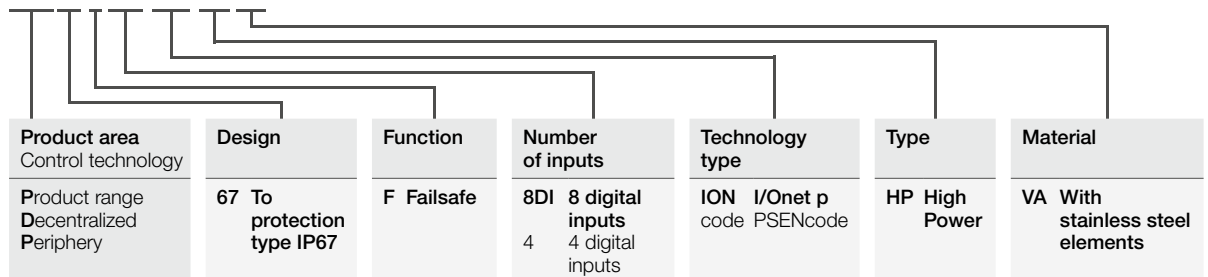 Product area
Control technology
Product range
Decentralized
Periphery
Design
67 To
protection
type IP67
Function
F Failsafe
Number
of inputs
8DI 8 digital
inputs
4 4 digital
inputs
Technology
type
ION I/Onet p
code PSENcode
Type
HP High
Power
Material
VA With
stainless steel
elements